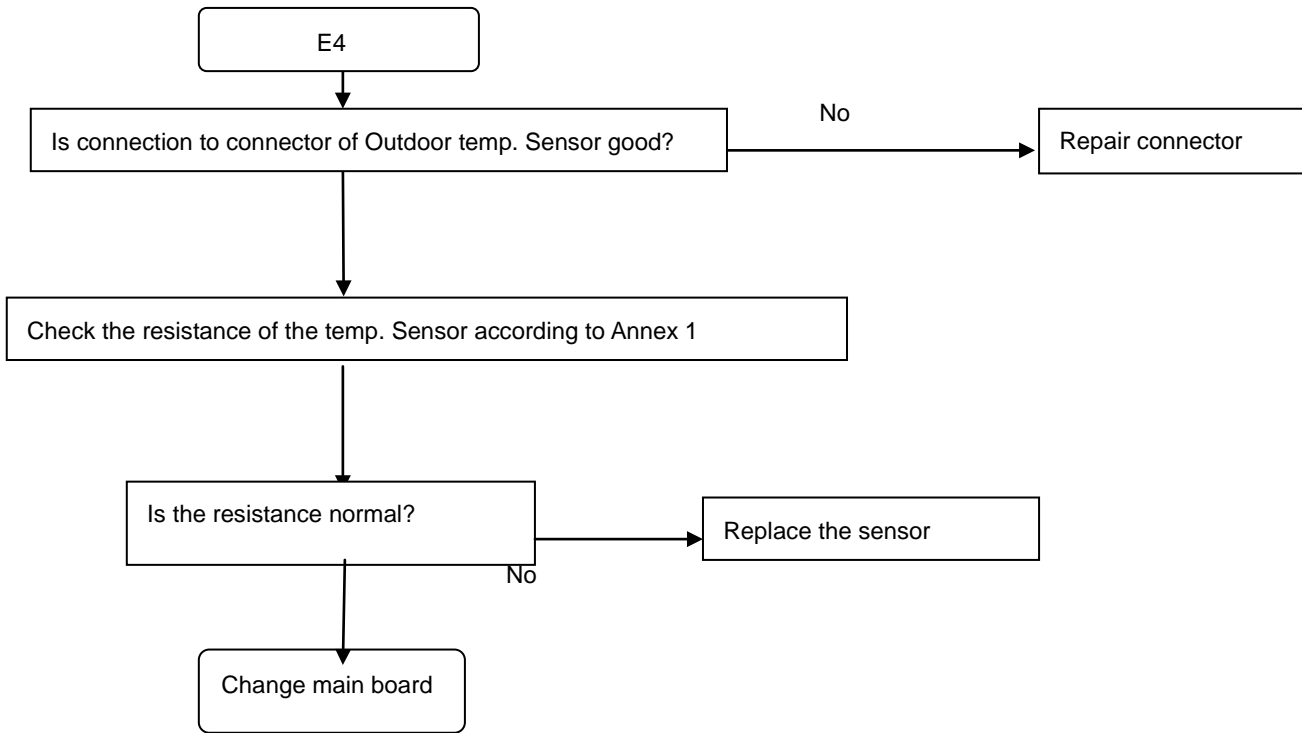 E4
Is connection to connector of Outdoor temp. Sensor good?
No
Repair connector
Check the resistance of the temp. Sensor according to Annex 1
Is the resistance normal?
No
Replace the sensor
Change main board